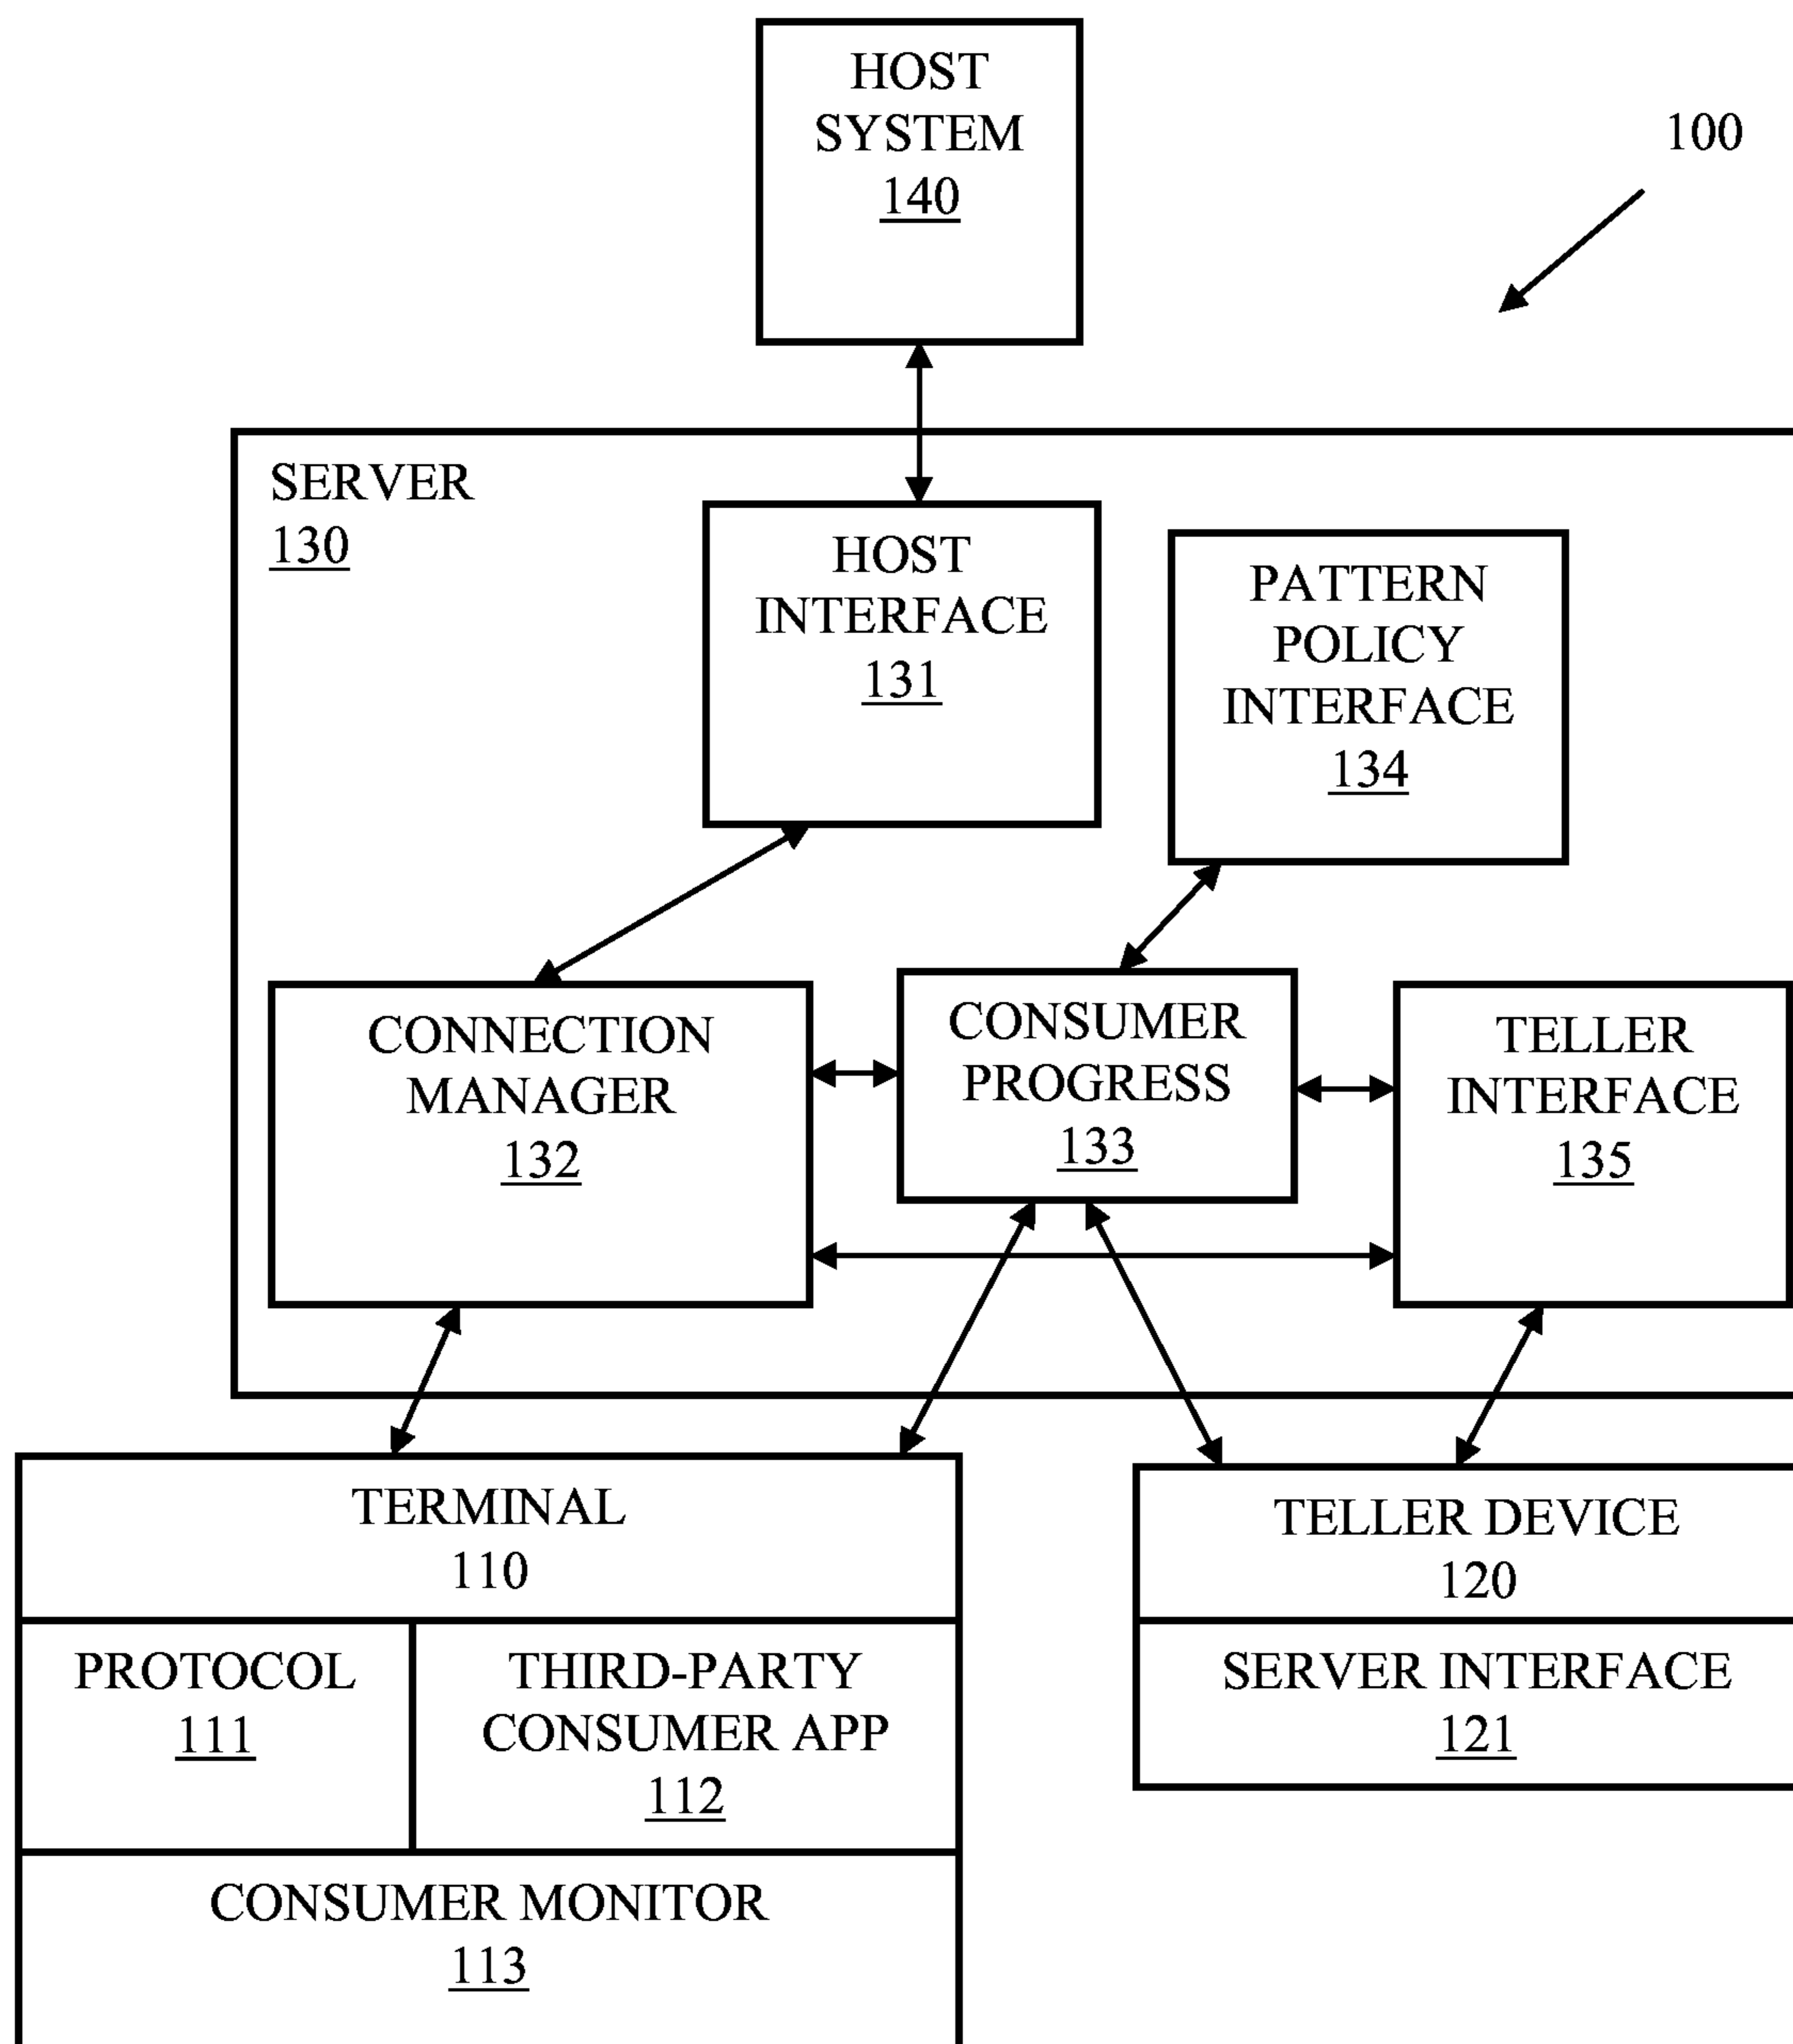 HOST
SYSTEM
140
100
SERVER
130
HOST
INTERFACE
131
PATTERN
POLICY
INTERFACE
134
CONNECTION
MANAGER
132
CONSUMER
PROGRESS
133
TELLER
INTERFACE
135
TERMINAL
110
PROTOCOL
111
THIRD-PARTY
CONSUMER APP
112
CONSUMER MONITOR
113
TELLER DEVICE
120
SERVER INTERFACE
121